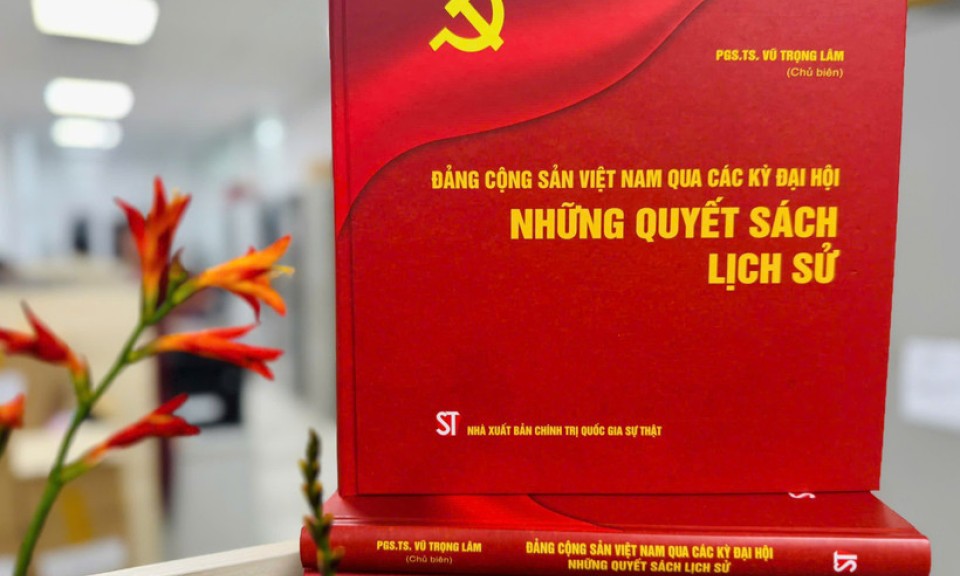 PGS.TS. VŨ TRỌNG LÂM
(Chủ biên)
ĐẢNG CỘNG SẢN VIỆT NAM QUA CÁC KỲ ĐẠI HỘI
NHỮNG QUYẾT SÁCH
LỊCH SỬ
ST NHÀ XUẤT BẢN CHÍNH TRỊ QUỐC GIA SỰ THẬT
PGS.TS. VŨ TRỌNG LÂM
(Chủ biên)
ĐẢNG CỘNG SẢN VIỆT NAM QUA CÁC KỲ ĐẠI HỘI
NHỮNG QUYẾT SÁCH LỊCH SỬ
ST